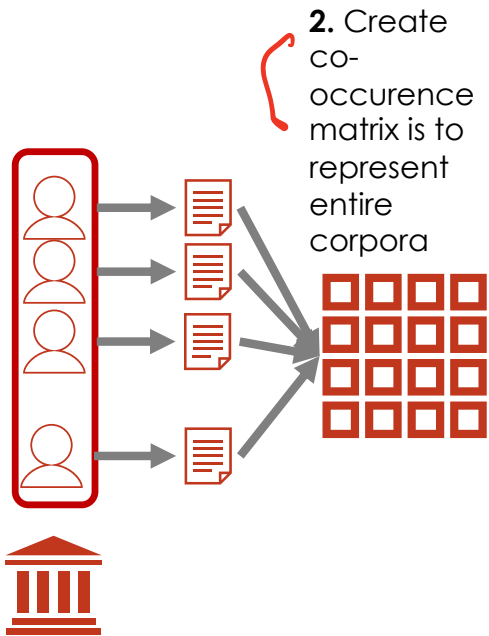 2. Create
co-
occurence
matrix is to
represent
entire
corpora